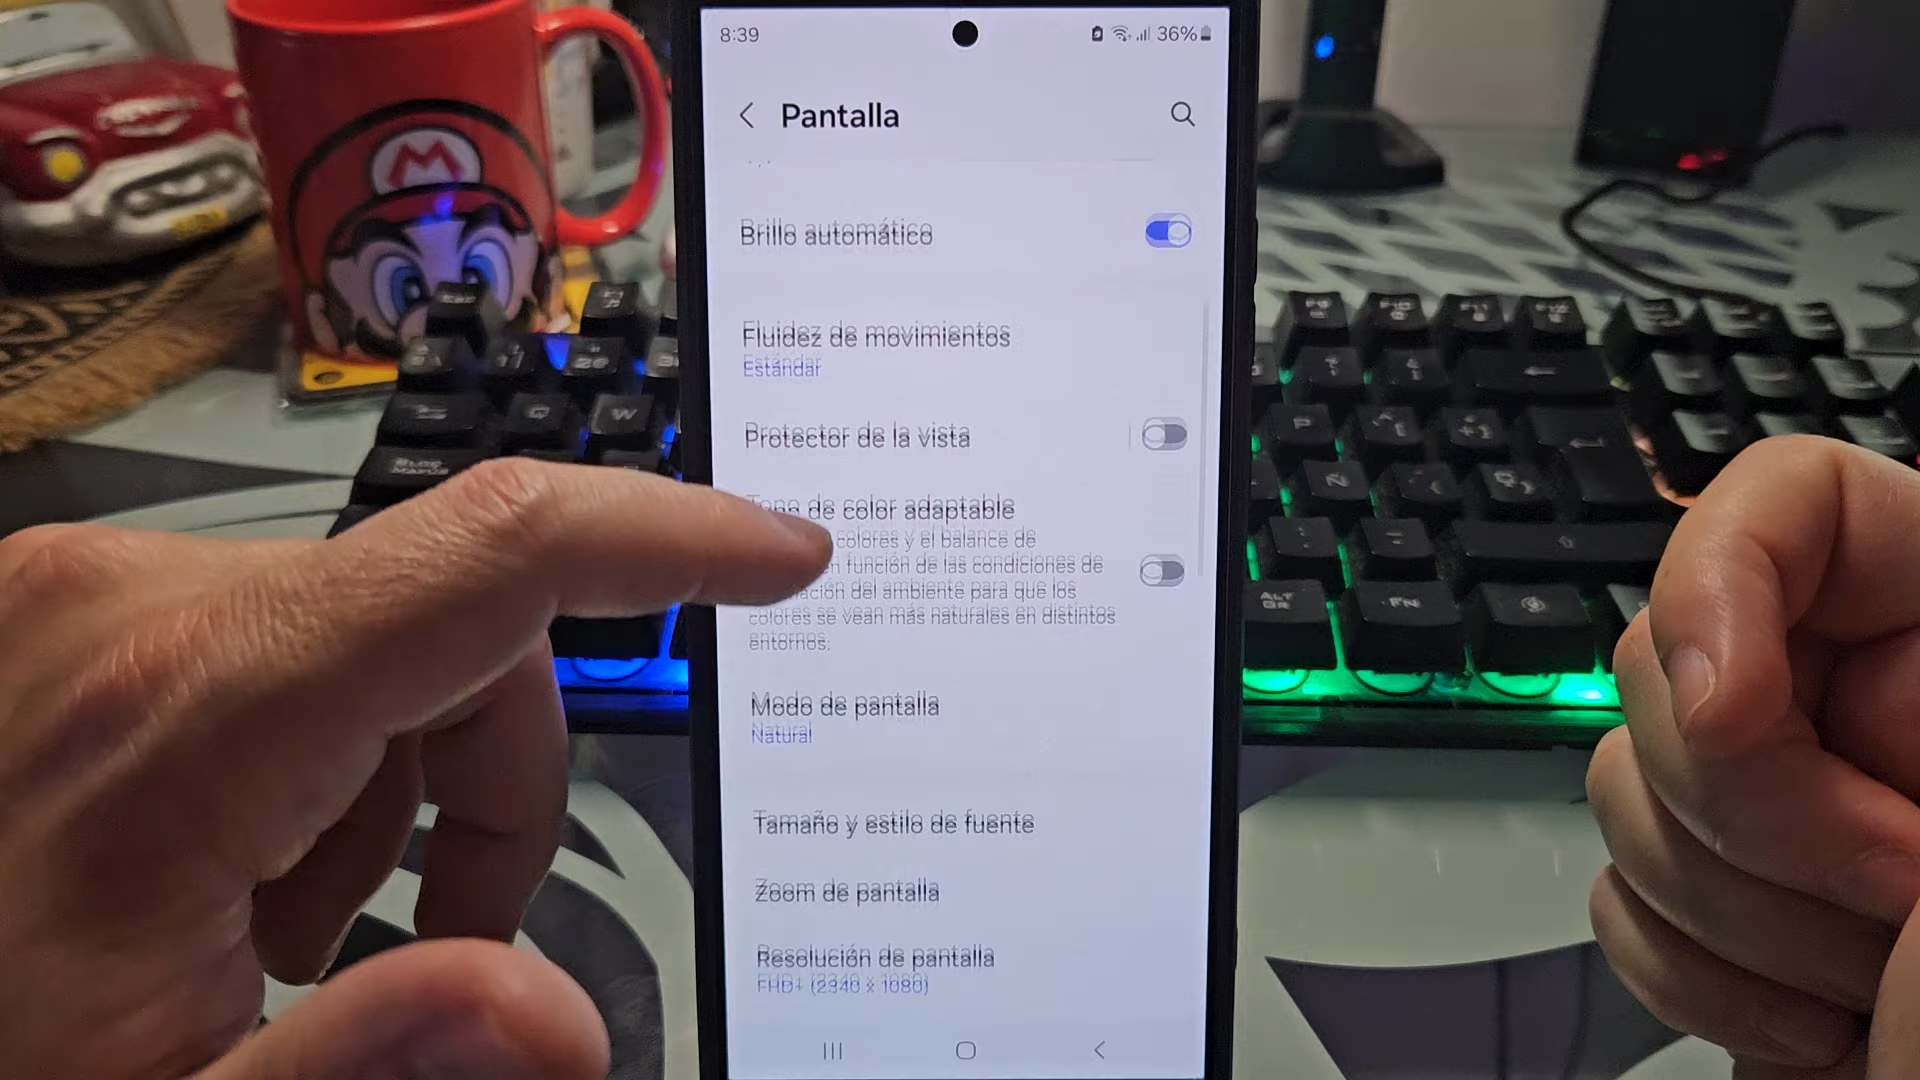 8:39
36%
Pantalla
Brillo automático
Fluidez de movimientos
Estándar
Protector de la vista
Tono de color adaptable
colores y el balance de
función de las condiciones de
del ambiente para que los
colores se vean más naturales en distintos
entornos.
Modo de pantalla
Natural
Tamaño y estilo de fuente
Zoom de pantalla
Resolución de pantalla
FHD+ (2340 x 1080)
M
W
P
Ñ
ALT
GR
FN